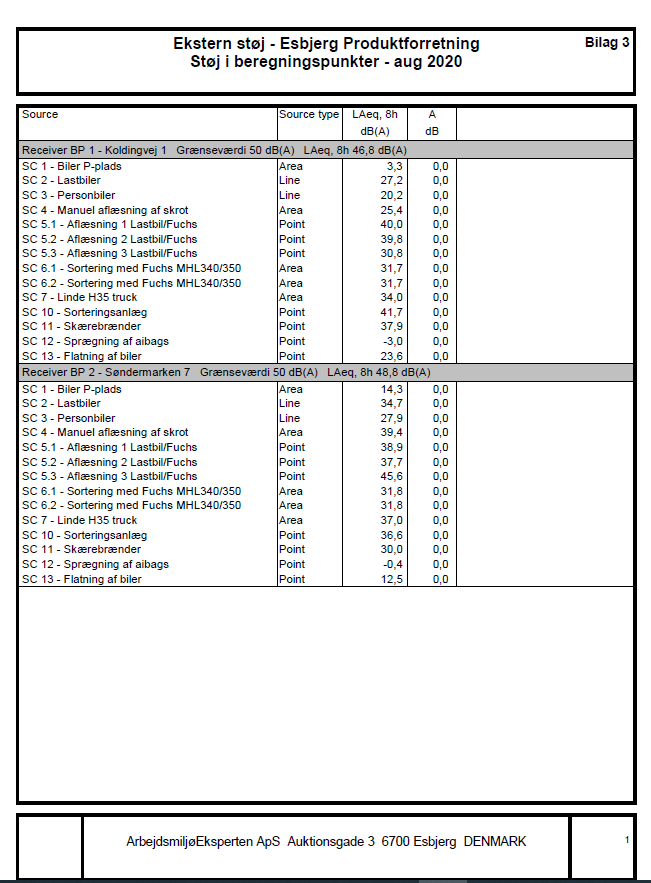 Ekstern støj - Esbjerg Produktforretning
Bilag 3
Støj i beregningspunkter - aug 2020
Source Source type LAeq, 8h A
dB(A) dB
Receiver BP 1 - Koldingvej 1 Grænseværdi 50 dB(A) LAeq, 8h 46,8 dB(A)
SC 1 - Biler P-plads Area 3,3 0,0
SC 2 - Lastbiler Line 27,2 0,0
SC 3 - Personbiler Line 20,2 0,0
SC 4 - Manuel aflæsning af skrot Area 25,4 0,0
SC 5.1 - Aflæsning 1 Lastbil/Fuchs Point 40,0 0,0
SC 5.2 - Aflæsning 2 Lastbil/Fuchs Point 39,8 0,0
SC 5.3 - Aflæsning 3 Lastbil/Fuchs Point 30,8 0,0
SC 6.1 - Sortering med Fuchs MHL340/350 Area 31,7 0,0
SC 6.2 - Sortering med Fuchs MHL340/350 Area 31,7 0,0
SC 7 - Linde H35 truck Area 34,0 0,0
SC 10 - Sorteringsanlæg Point 41,7 0,0
SC 11 - Skærebrænder Point 37,9 0,0
SC 12 - Sprægning af aibags Point -3,0 0,0
SC 13 - Flatning af biler Point 23,6 0,0
Receiver BP 2 - Søndermarken 7 Grænseværdi 50 dB(A) LAeq, 8h 48,8 dB(A)
SC 1 - Biler P-plads Area 14,3 0,0
SC 2 - Lastbiler Line 34,7 0,0
SC 3 - Personbiler Line 27,9 0,0
SC 4 - Manuel aflæsning af skrot Area 39,4 0,0
SC 5.1 - Aflæsning 1 Lastbil/Fuchs Point 38,9 0,0
SC 5.2 - Aflæsning 2 Lastbil/Fuchs Point 37,7 0,0
SC 5.3 - Aflæsning 3 Lastbil/Fuchs Point 45,6 0,0
SC 6.1 - Sortering med Fuchs MHL340/350 Area 31,8 0,0
SC 6.2 - Sortering med Fuchs MHL340/350 Area 31,8 0,0
SC 7 - Linde H35 truck Area 37,0 0,0
SC 10 - Sorteringsanlæg Point 36,6 0,0
SC 11 - Skærebrænder Point 30,0 0,0
SC 12 - Sprægning af aibags Point -0,4 0,0
SC 13 - Flatning af biler Point 12,5 0,0
ArbejdsmiljøEksperten ApS Auktionsgade 3 6700 Esbjerg DENMARK
1